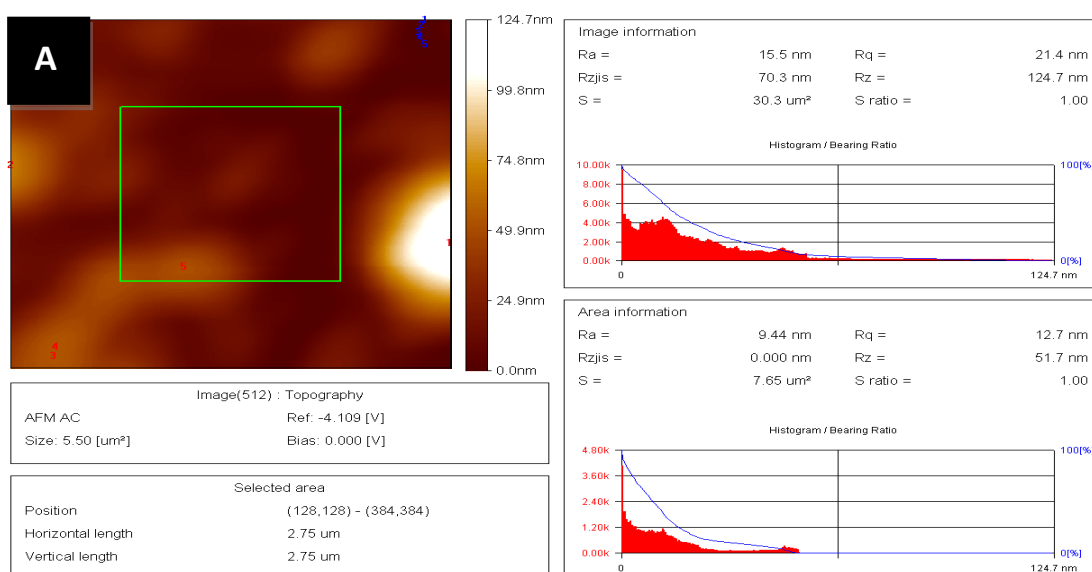 A
2
1
5
4
3
124.7nm
99.8nm
74.8nm
49.9nm
24.9nm
0.0nm
Image(512) : Topography
AFM AC Ref: -4.109 [V]
Size: 5.50 [um²] Bias: 0.000 [V]
Selected area
Position (128,128) - (384,384)
Horizontal length 2.75 um
Vertical length 2.75 um
Image information
Ra = 15.5 nm Rq = 21.4 nm
Rzjis = 70.3 nm Rz = 124.7 nm
S = 30.3 um² S ratio = 1.00
Histogram / Bearing Ratio
10.00k 100[%]
8.00k
6.00k
4.00k
2.00k
0.00k 0[%]
0 124.7 nm
Area information
Ra = 9.44 nm Rq = 12.7 nm
Rzjis = 0.000 nm Rz = 51.7 nm
S = 7.65 um² S ratio = 1.00
Histogram / Bearing Ratio
4.80k 100[%]
3.60k
2.40k
1.20k
0.00k 0[%]
0 124.7 nm